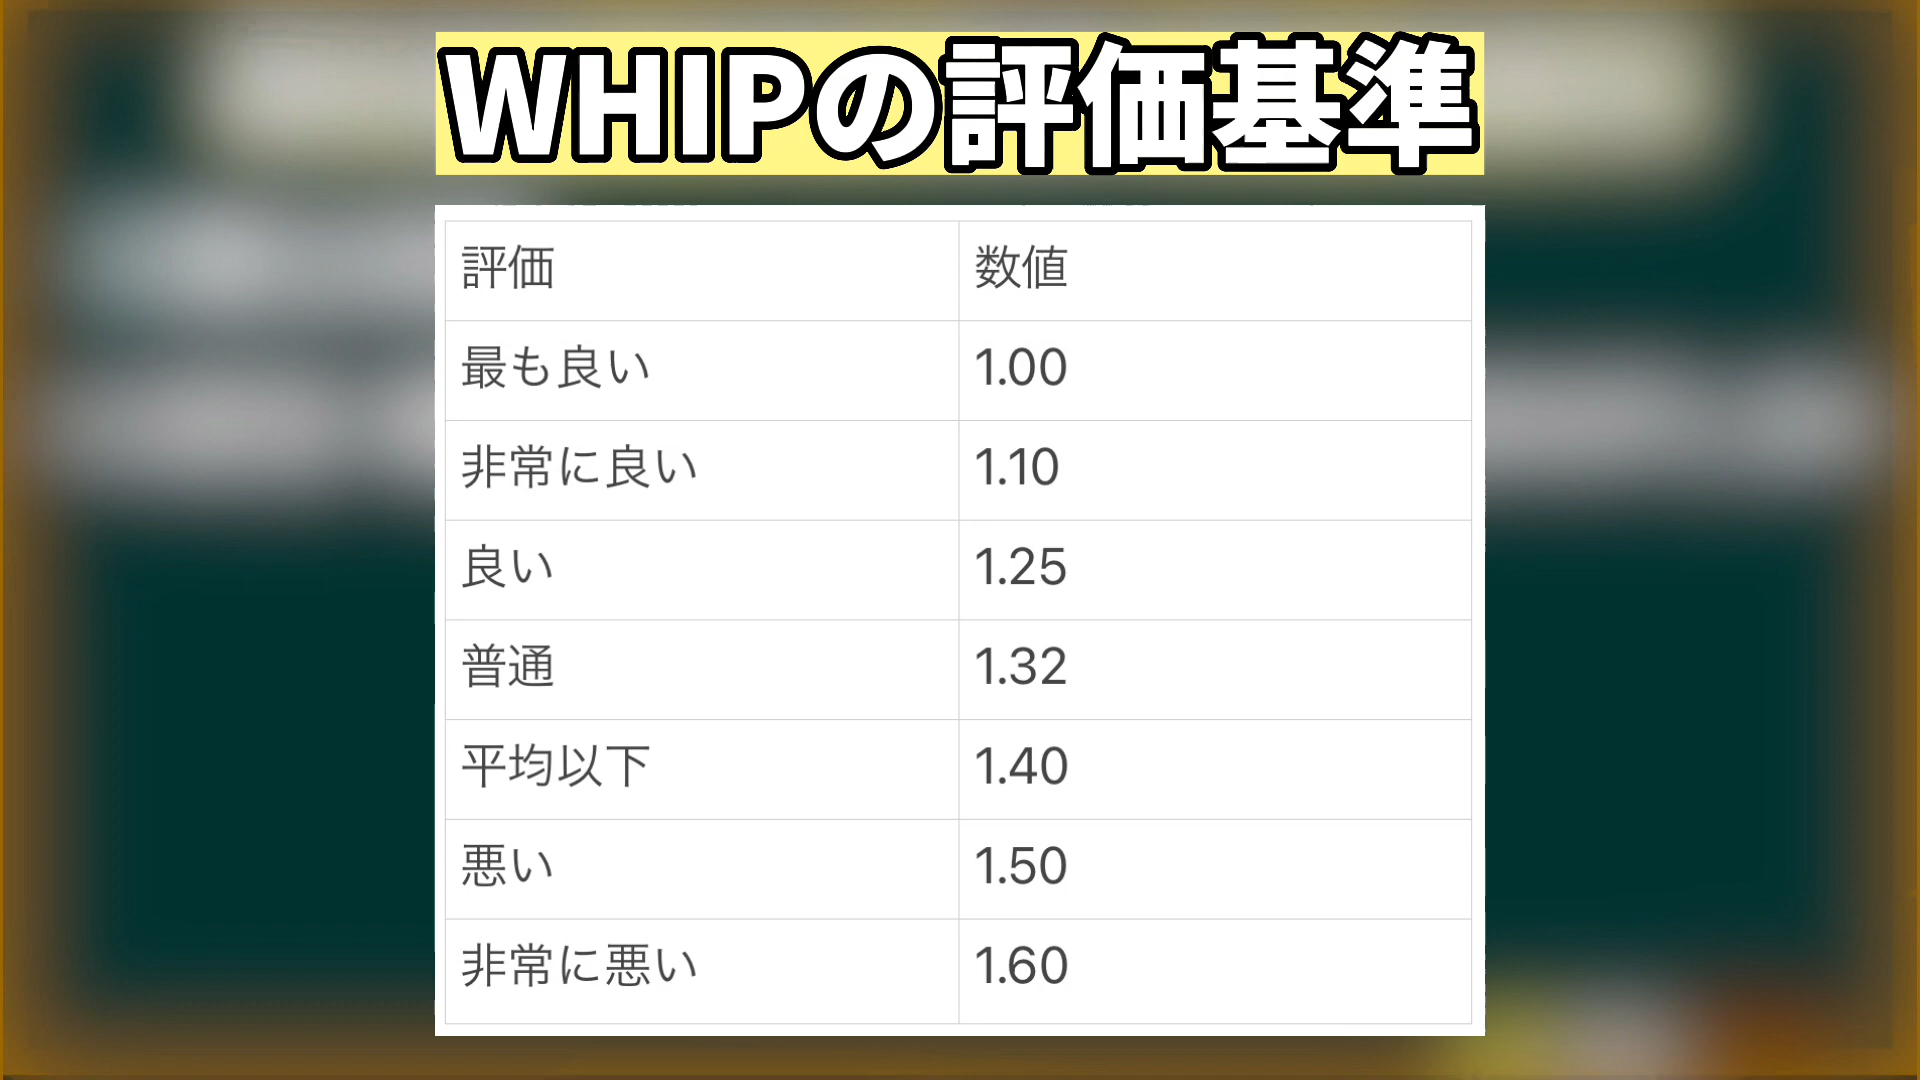 WHIPの評価基準
評価 数値
最も良い 1.00
非常に良い 1.10
良い 1.25
普通 1.32
平均以下 1.40
悪い 1.50
非常に悪い 1.60